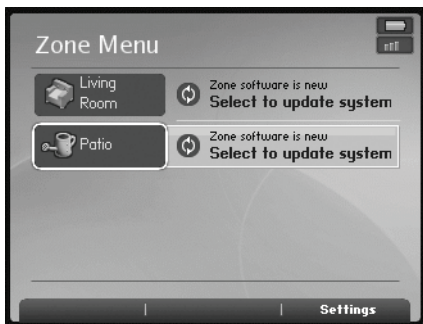 Zone Menu
Living
Room
Zone software is new
Select to update system
Patio
Zone software is new
Select to update system
Settings